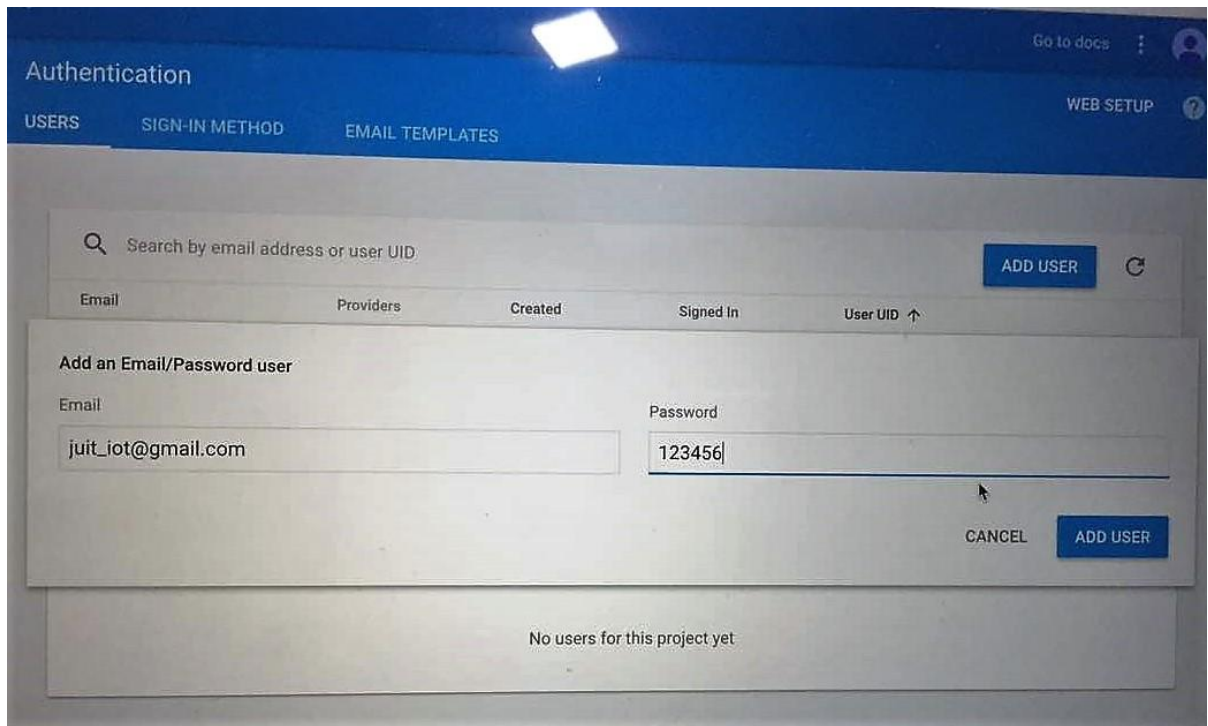 Go to docs
Authentication
WEB SETUP
USERS SIGN-IN METHOD EMAIL TEMPLATES
Search by email address or user UID
ADD USER
Email Providers Created Signed In User UID
Add an Email/Password user
Email Password
juit_iot@gmail.com 123456
CANCEL ADD USER
No users for this project yet